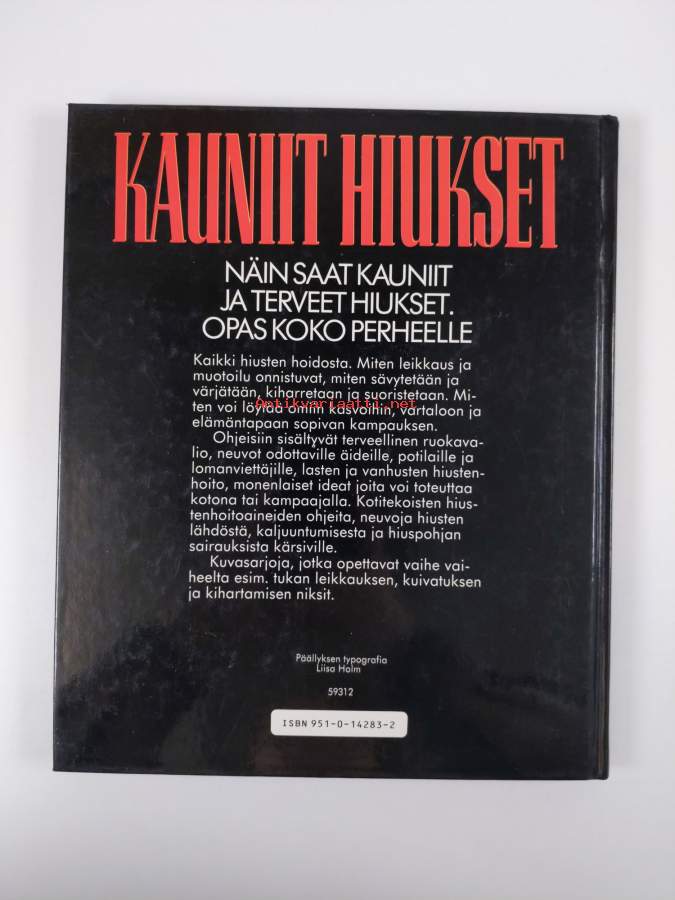 KAUNIIT HIUKSET
NÄIN SAAT KAUNIIT
JA TERVEET HIUKSET.
OPAS KOKO PERHEELLE
Kaikki hiusten hoidosta. Miten leikkaus ja
muotoilu onnistuvat, miten sävytetään ja
värjätään, kiharretaan ja suoristetaan. Mi-
Antikvariaatti.net
ten voi löytää omiin kasvoihin, vartaloon ja
elämäntapaan sopivan kampauksen.
Ohjeisiin sisältyvät terveellinen ruokava-
lio, neuvot odottaville äideille, potilaille ja
lomanviettäjille, lasten ja vanhusten hiusten-
hoito, monenlaiset ideat joita voi toteuttaa
kotona tai kampaajalla. Kotitekoisten hius-
tenhoitoaineiden ohjeita, neuvoja hiusten
lähdöstä, kaljuuntumisesta ja hiuspohjan
sairauksista kärsiville.
Kuvasarjoja, jotka opettavat vaihe vai-
heelta esim. tukan leikkauksen, kuivatuksen
ja kihartamisen niksit.
Päällyksen typografia
Liisa Holm
59312
ISBN 951-0-14283-2